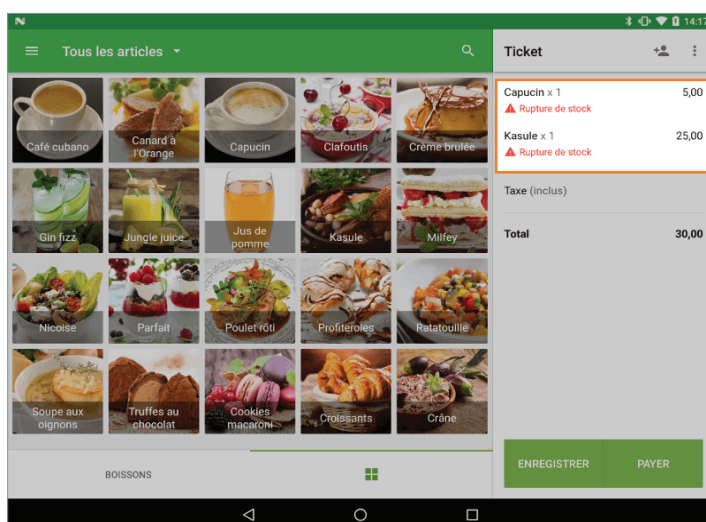 14:17
Tous les articles
Ticket
Capucin x 1 5,00
Rupture de stock
Kasule x 1 25,00
Rupture de stock
Taxe (inclus)
Total 30,00
Café cubano
Canard à
l'Orange
Capucin
Clafoutis
Crème brulée
Gin fizz
Jungle juice
Jus de
pomme
Kasule
Milfey
Nicoise
Parfait
Poulet rôti
Profiteroles
Ratatouille
Soupe aux
oignons
Truffes au
chocolat
Cookies
macaroni
Croissants
Crâne
BOISSONS
ENREGISTRER
PAYER